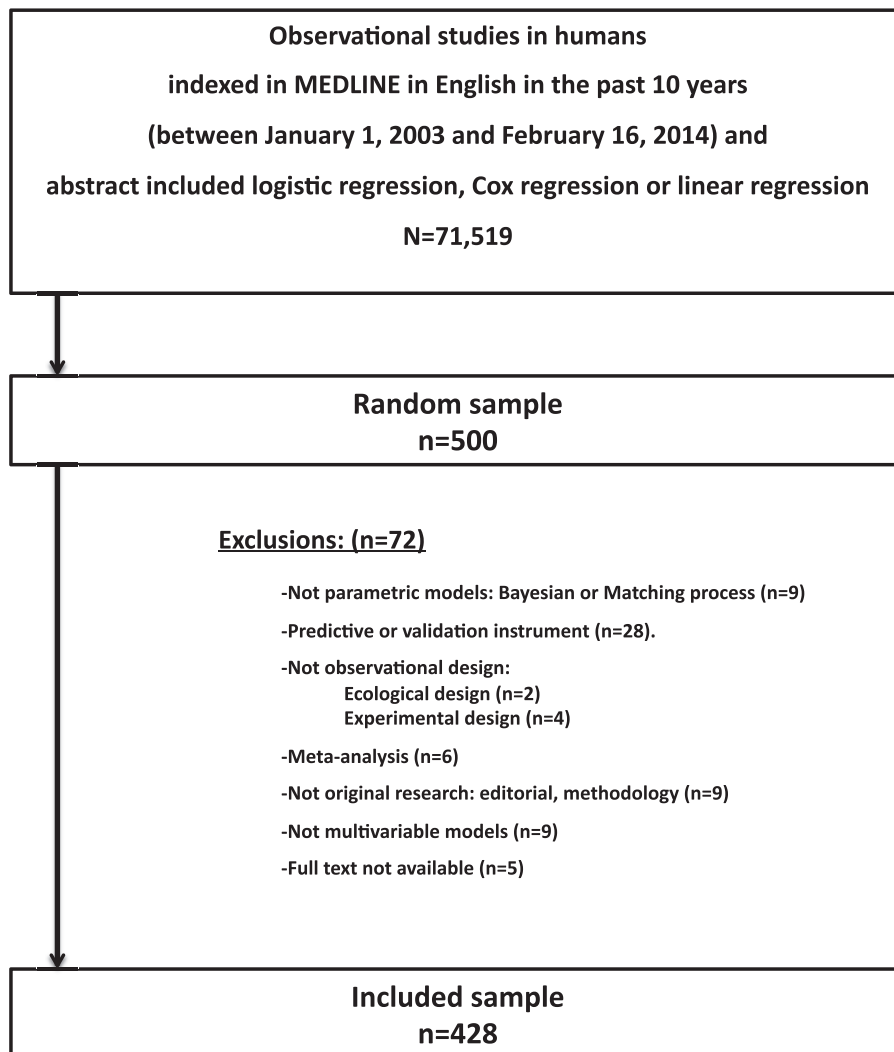 Observational studies in humans
indexed in MEDLINE in English in the past 10 years
(between January 1, 2003 and February 16, 2014) and
abstract included logistic regression, Cox regression or linear regression
N=71,519
Random sample
n=500
Exclusions: (n=72)
-Not parametric models: Bayesian or Matching process (n=9)
-Predictive or validation instrument (n=28).
-Not observational design:
Ecological design (n=2)
Experimental design (n=4)
-Meta-analysis (n=6)
-Not original research: editorial, methodology (n=9)
-Not multivariable models (n=9)
-Full text not available (n=5)
Included sample
n=428